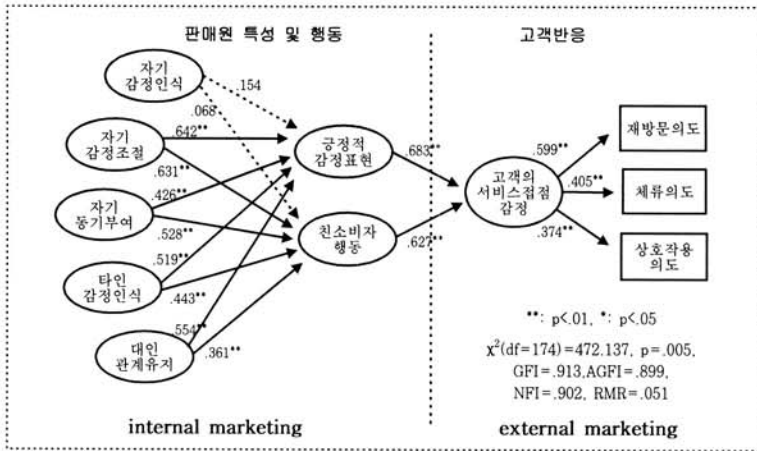 판매원 특성 및 행동
고객반응
자기
감정인식
.154
.068
자기
감정조절
.642**
.631**
긍정적
감정표현
.683**
자기
동기부여
.426**
.528**
친소비자
행동
.627**
타인
감정인식
.519**
.443**
대인
관계유지
.554**
.361**
고객의
서비스접점
감정
.599**
재방문의도
.405**
체류의도
.374**
상호작용
의도
**: p<.01, *: p<.05
χ²(df=174)=472.137, p=.005,
GFI=.913,AGFI=.899,
NFI=.902, RMR=.051
internal marketing
external marketing